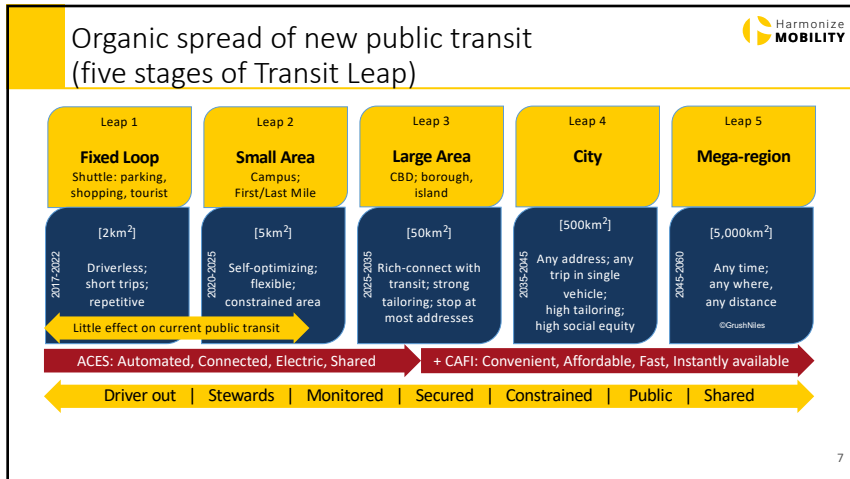 Organic spread of new public transit
(five stages of Transit Leap)
Harmonize
MOBILITY
Leap 1
Fixed Loop
Shuttle: parking,
shopping, tourist
Leap 2
Small Area
Campus;
First/Last Mile
Leap 3
Large Area
CBD; borough,
island
Leap 4
City
Leap 5
Mega-region
2017-2022
[2km²]
Driverless;
short trips;
repetitive
2020-2025
[5km²]
Self-optimizing;
flexible;
constrained area
2025-2035
[50km²]
Rich-connect with
transit; strong
tailoring; stop at
most addresses
2035-2045
[500km²]
Any address; any
trip in single
vehicle;
high tailoring;
high social equity
2045-2060
[5,000km²]
Any time;
any where,
any distance
©GrushNiles
Little effect on current public transit
ACES: Automated, Connected, Electric, Shared
+ CAFI: Convenient, Affordable, Fast, Instantly available
Driver out | Stewards | Monitored | Secured | Constrained | Public | Shared
7